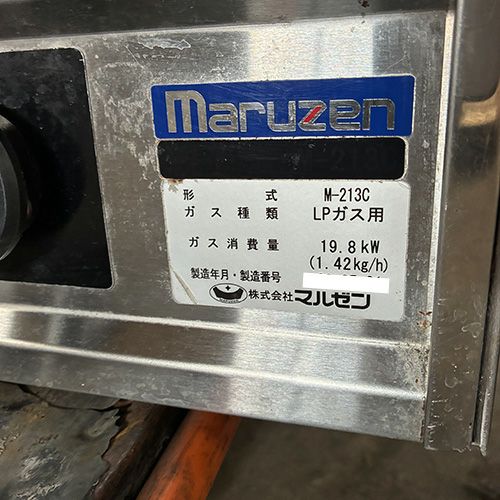 maruzen
形式 M-213C
ガス種類 LPガス用
ガス消費量 19.8kW
(1.42kg/h)
製造年月・製造番号
株式会社マルゼン